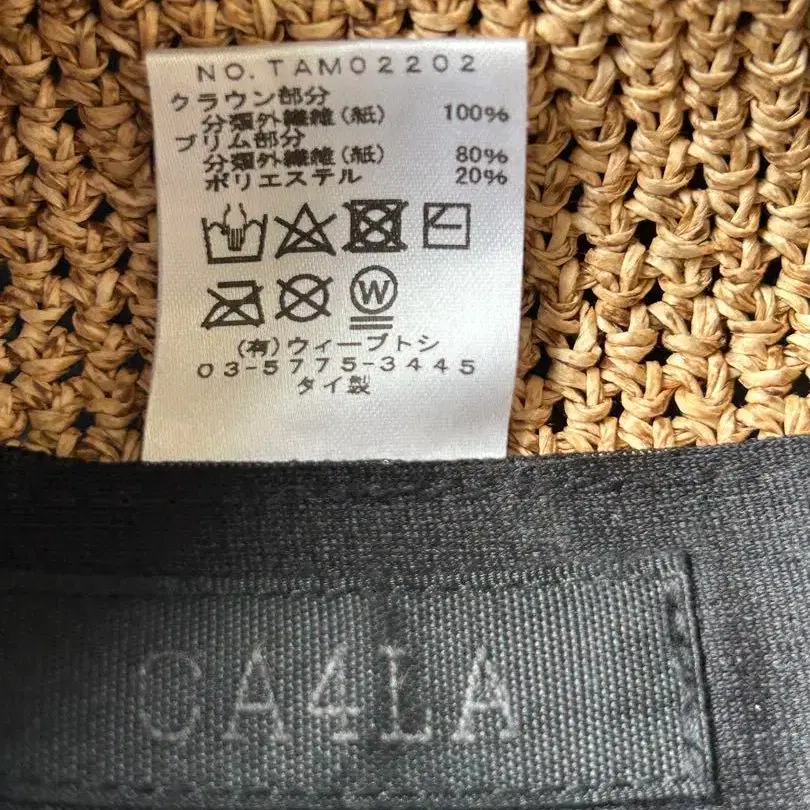 NO.TAM02202
クラウン部分
分類外繊維(紙) 100%
ブリム部分
分類外繊維(紙) 80%
ポリエステル 20%
W
(有)ウィーブトシ
03-5775-3445
タイ製
CA4LA